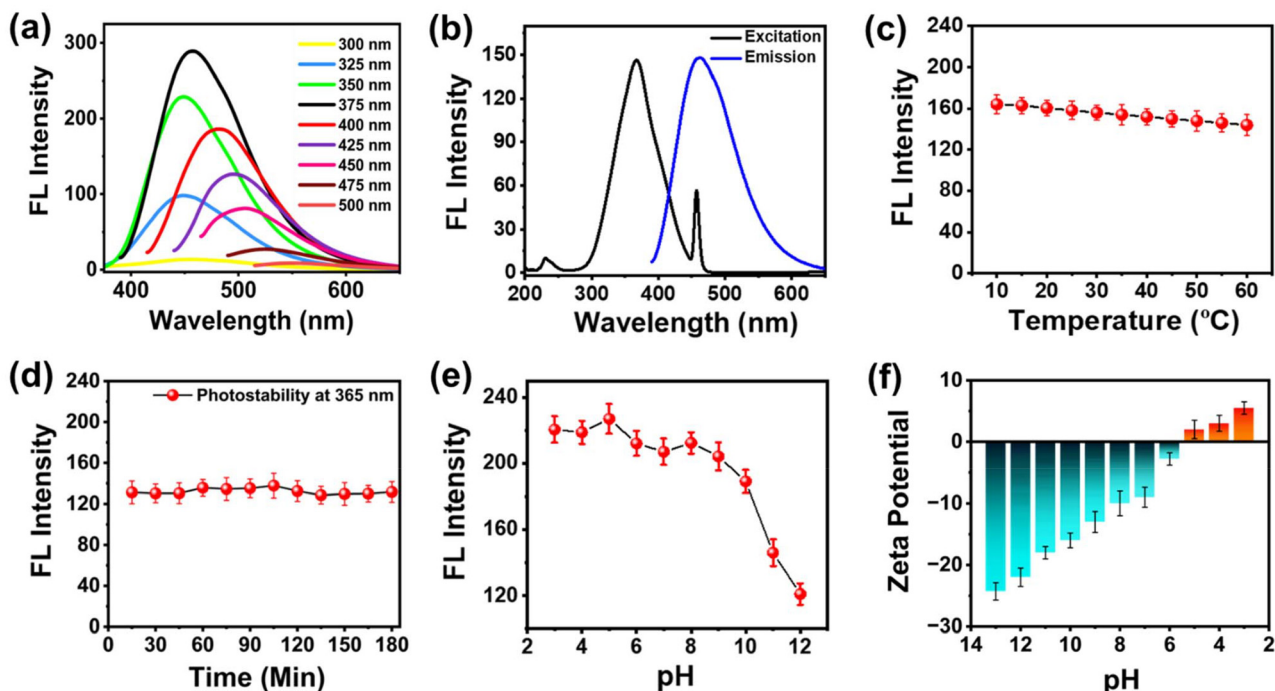 (a)
300
200
100
0
400
500
600
FL Intensity
Wavelength (nm)
300 nm
325 nm
350 nm
375 nm
400 nm
425 nm
450 nm
475 nm
500 nm
(b)
150
120
90
60
30
0
200
300
400
500
600
FL Intensity
Wavelength (nm)
Excitation
Emission
(c)
240
200
160
120
80
40
0
10
20
30
40
50
60
FL Intensity
Temperature (ºC)
(d)
240
200
160
120
80
40
0
0
30
60
90
120
150
180
FL Intensity
Time (Min)
Photostability at 365 nm
(e)
240
200
160
120
2
4
6
8
10
12
FL Intensity
pH
(f)
10
0
−10
−20
−30
14
12
10
8
6
4
2
Zeta Potential
pH